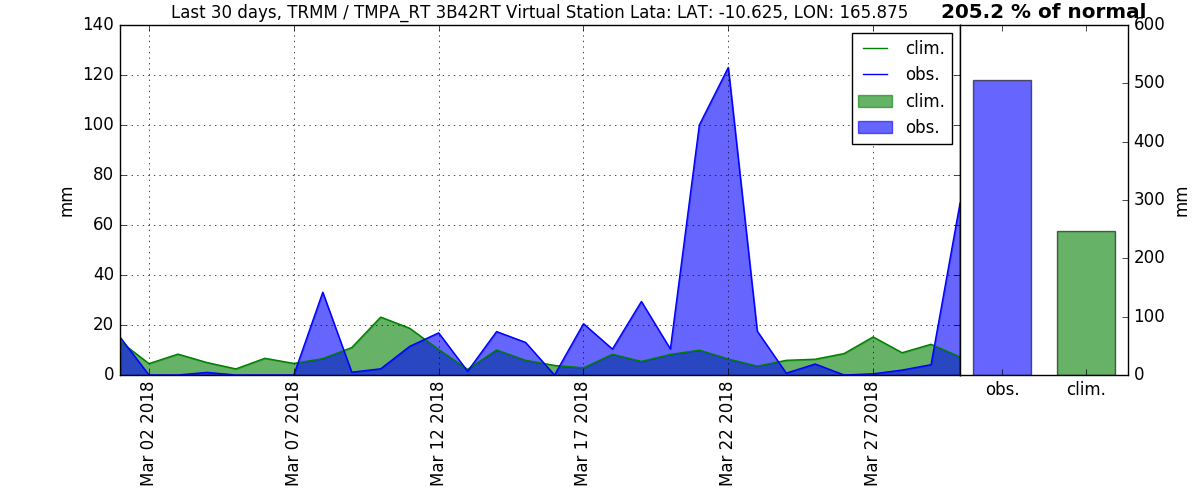 Last 30 days, TRMM / TMPA_RT 3B42RT Virtual Station Lata: LAT: -10.625, LON: 165.875
205.2 % of normal
140
120
100
80
60
40
20
0
mm
clim.
obs.
clim.
obs.
Mar 02 2018
Mar 07 2018
Mar 12 2018
Mar 17 2018
Mar 22 2018
Mar 27 2018
600
500
400
300
200
100
0
mm
obs.
clim.